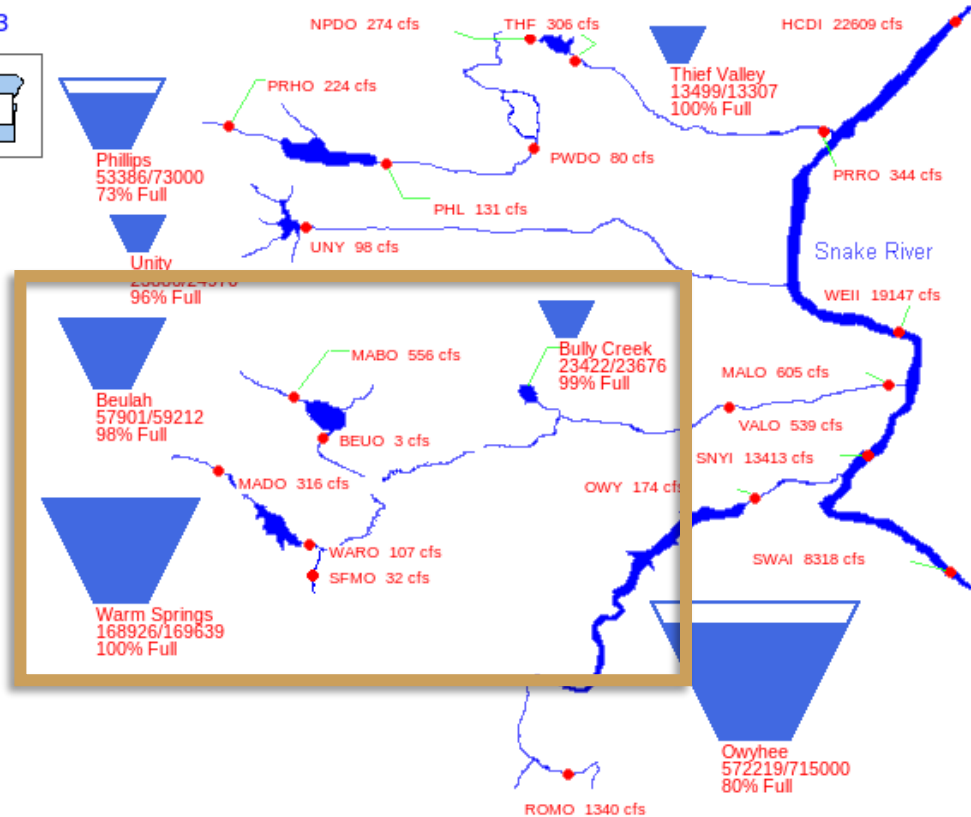 3
NPDO 274 cfs
THF 306 cfs
HCDI 22609 cfs
Thief Valley
13499/13307
100% Full
PRHO 224 cfs
Phillips
53386/73000
73% Full
PWDO 80 cfs
PRRO 344 cfs
PHL 131 cfs
UNY 98 cfs
Snake River
Unity
96% Full
WEII 19147 cfs
Bully Creek
23422/23676
99% Full
MABO 556 cfs
MALO 605 cfs
Beulah
57901/59212
98% Full
VALO 539 cfs
BEUO 3 cfs
SNYI 13413 cfs
MADO 316 cfs
OWY 174 cfs
WARO 107 cfs
SWAI 8318 cfs
SFMO 32 cfs
Warm Springs
168926/169639
100% Full
Owyhee
572219/715000
80% Full
ROMO 1340 cfs